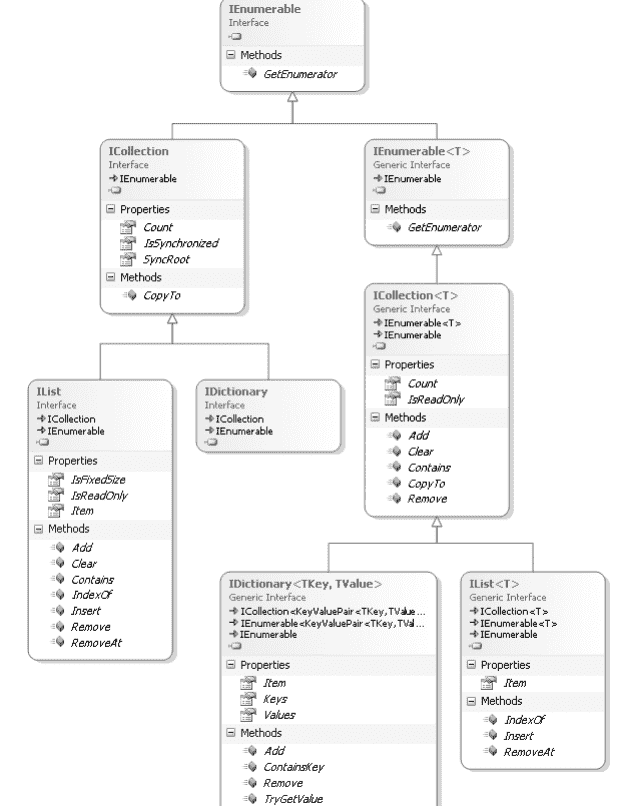 IEnumerable
Interface
Methods
GetEnumerator
ICollection
Interface
IEnumerable
Properties
Count
IsSynchronized
SyncRoot
Methods
CopyTo
IEnumerable<T>
Generic Interface
IEnumerable
Methods
GetEnumerator
ICollection<T>
Generic Interface
IEnumerable<T>
IEnumerable
Properties
Count
IsReadOnly
Methods
Add
Clear
Contains
CopyTo
Remove
IList
Interface
ICollection
IEnumerable
Properties
IsFixedSize
IsReadOnly
Item
Methods
Add
Clear
Contains
IndexOf
Insert
Remove
RemoveAt
IDictionary
Interface
ICollection
IEnumerable
IDictionary<TKey, TValue>
Generic Interface
ICollection<KeyValuePair<TKey,TValue...
IEnumerable<KeyValuePair<TKey,TVal...
IEnumerable
Properties
Item
Keys
Values
Methods
Add
ContainsKey
Remove
TryGetValue
IList<T>
Generic Interface
ICollection<T>
IEnumerable<T>
IEnumerable
Properties
Item
Methods
IndexOf
Insert
RemoveAt